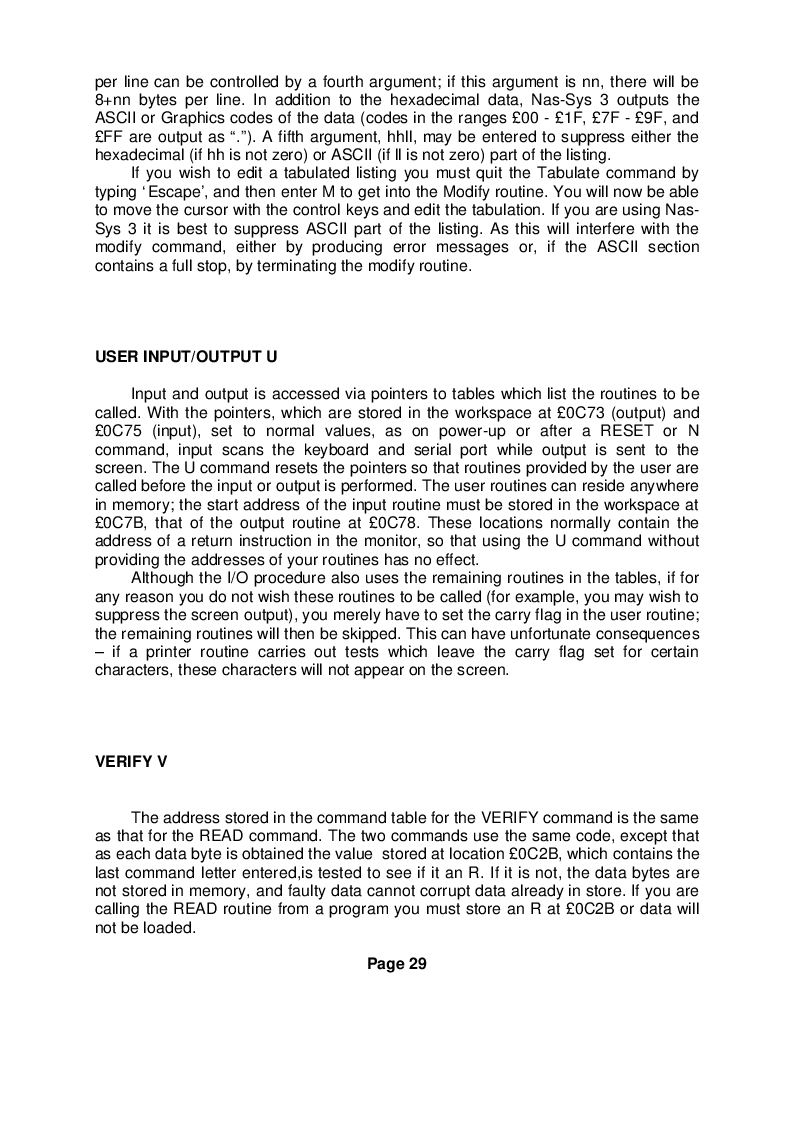 per line can be controlled by a fourth argument; if this argument is nn, there will be
8+nn bytes per line. In addition to the hexadecimal data, Nas-Sys 3 outputs the
ASCII or Graphics codes of the data (codes in the ranges £00 - £1F, £7F - £9F, and
£FF are output as “.”). A fifth argument, hhll, may be entered to suppress either the
hexadecimal (if hh is not zero) or ASCII (if ll is not zero) part of the listing.
If you wish to edit a tabulated listing you must quit the Tabulate command by
typing ‘Escape’, and then enter M to get into the Modify routine. You will now be able
to move the cursor with the control keys and edit the tabulation. If you are using Nas-
Sys 3 it is best to suppress ASCII part of the listing. As this will interfere with the
modify command, either by producing error messages or, if the ASCII section
contains a full stop, by terminating the modify routine.
USER INPUT/OUTPUT U
Input and output is accessed via pointers to tables which list the routines to be
called. With the pointers, which are stored in the workspace at £0C73 (output) and
£0C75 (input), set to normal values, as on power-up or after a RESET or N
command, input scans the keyboard and serial port while output is sent to the
screen. The U command resets the pointers so that routines provided by the user are
called before the input or output is performed. The user routines can reside anywhere
in memory; the start address of the input routine must be stored in the workspace at
£0C7B, that of the output routine at £0C78. These locations normally contain the
address of a return instruction in the monitor, so that using the U command without
providing the addresses of your routines has no effect.
Although the I/O procedure also uses the remaining routines in the tables, if for
any reason you do not wish these routines to be called (for example, you may wish to
suppress the screen output), you merely have to set the carry flag in the user routine;
the remaining routines will then be skipped. This can have unfortunate consequences
– if a printer routine carries out tests which leave the carry flag set for certain
characters, these characters will not appear on the screen.
VERIFY V
The address stored in the command table for the VERIFY command is the same
as that for the READ command. The two commands use the same code, except that
as each data byte is obtained the value  stored at location £0C2B, which contains the
last command letter entered,is tested to see if it an R. If it is not, the data bytes are
not stored in memory, and faulty data cannot corrupt data already in store. If you are
calling the READ routine from a program you must store an R at £0C2B or data will
not be loaded.
Page 29